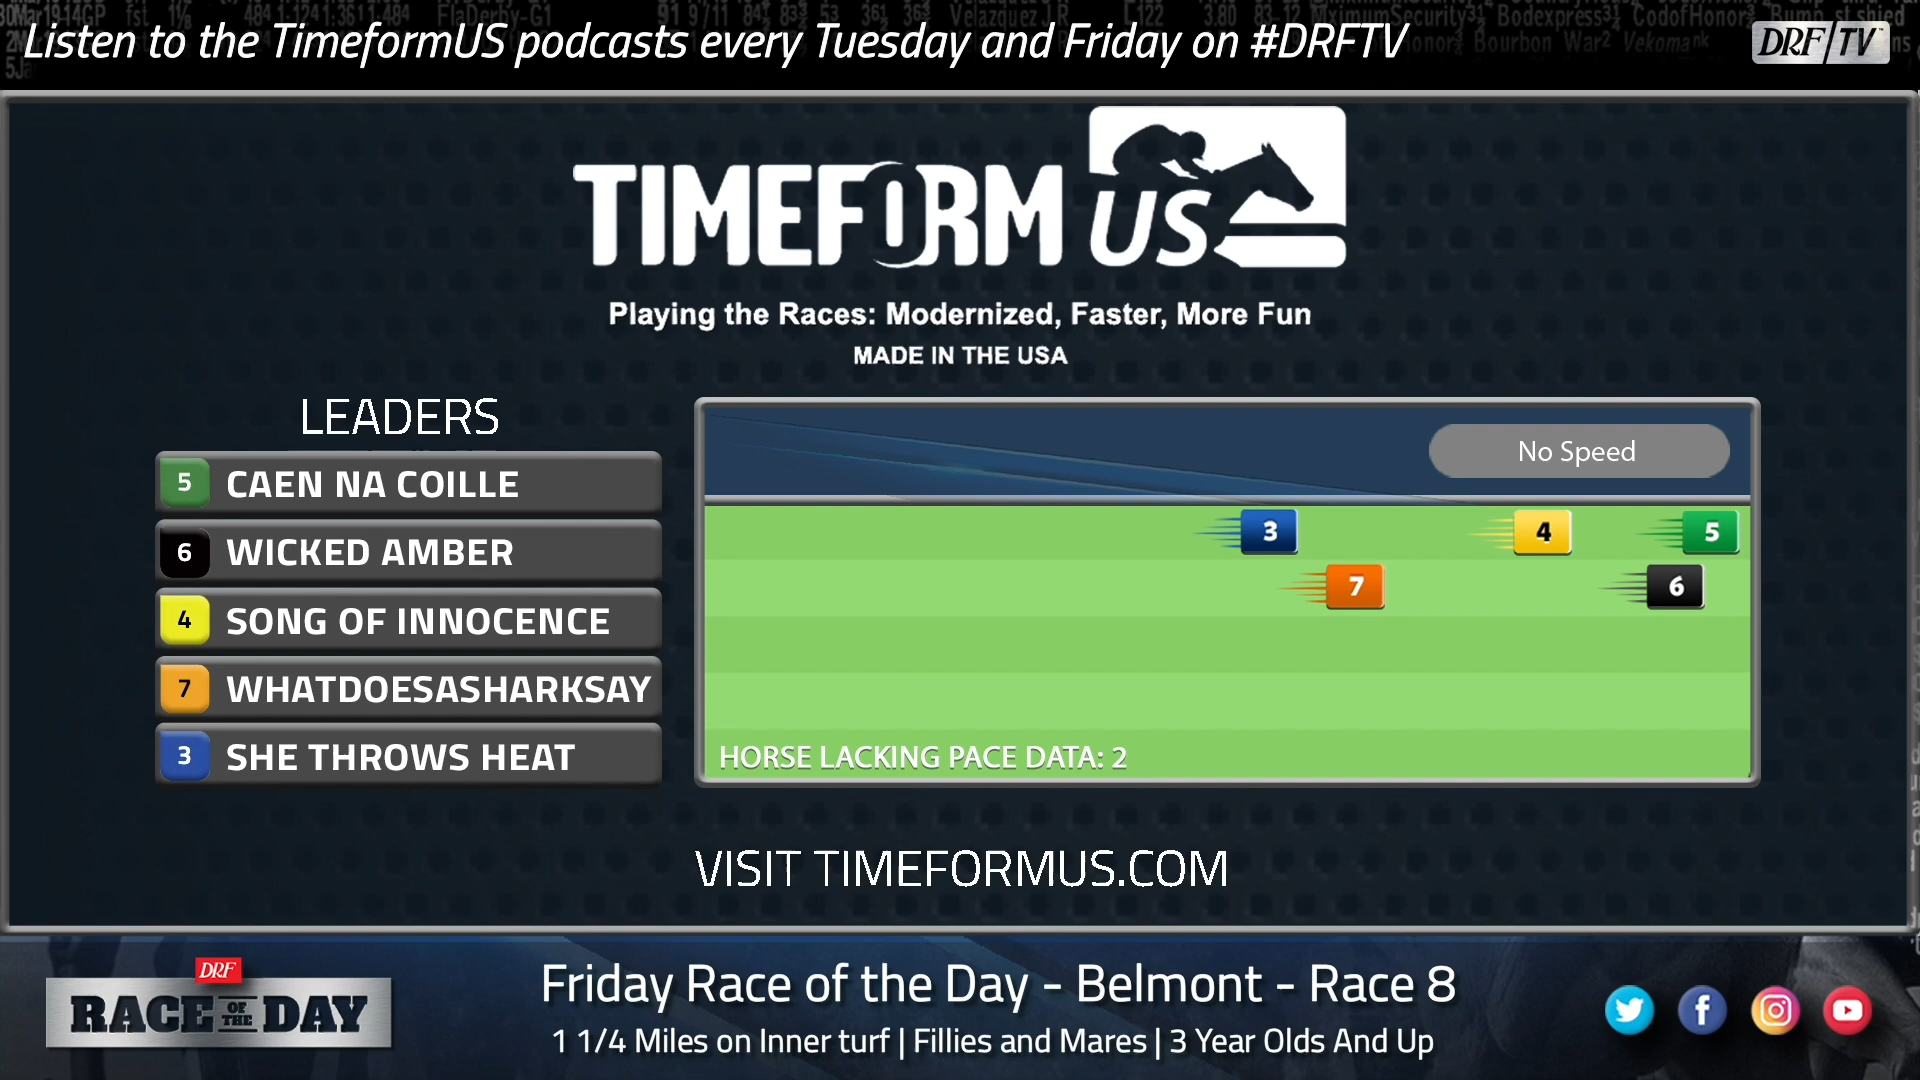 Listen to the TimeformUS podcasts every Tuesday and Friday on #DRFTV
DRF TV
TIMEFORM US
Playing the Races: Modernized, Faster, More Fun
MADE IN THE USA
LEADERS
5 CAEN NA COILLE
6 WICKED AMBER
4 SONG OF INNOCENCE
7 WHATDOESASHARKSAY
3 SHE THROWS HEAT
No Speed
3 4 5
7 6
HORSE LACKING PACE DATA: 2
VISIT TIMEFORMUS.COM
DRF
RACE OF THE DAY
Friday Race of the Day - Belmont - Race 8
1 1/4 Miles on Inner turf | Fillies and Mares | 3 Year Olds And Up